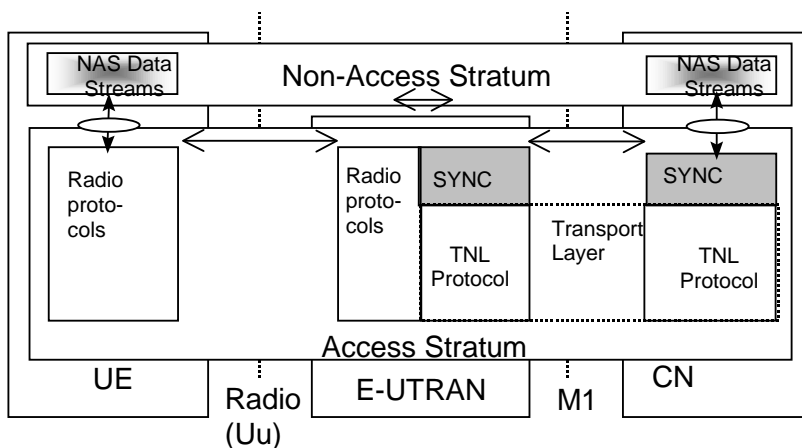 NAS Data
Streams
Non-Access Stratum
NAS Data
Streams
Radio
proto-
cols
Radio
proto-
cols
SYNC
TNL
Protocol
Transport
Layer
SYNC
TNL
Protocol
Access Stratum
UE
Radio
(Uu)
E-UTRAN
M1
CN